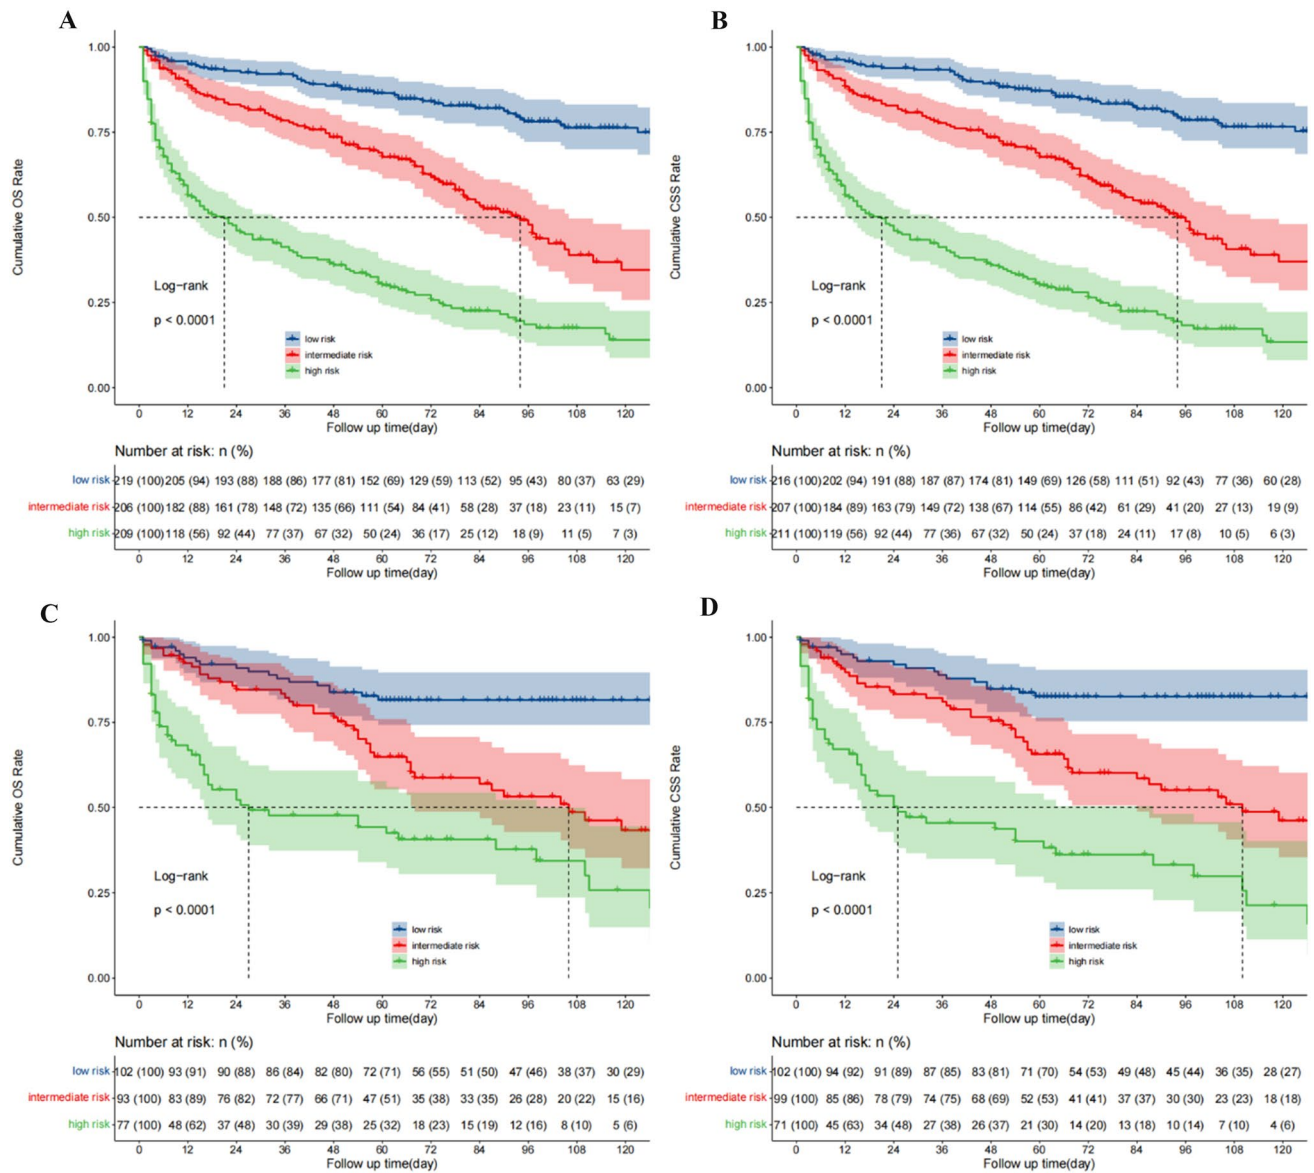 A
Cumulative OS Rate
1.00
0.75
0.50
0.25
0.00
Log-rank
p < 0.0001
low risk
intermediate risk
high risk
0 12 24 36 48 60 72 84 96 108 120
Follow up time(day)
Number at risk: n (%)
low risk 219 (100) 205 (94) 193 (88) 188 (86) 177 (81) 152 (69) 129 (59) 113 (52) 95 (43) 80 (37) 63 (29)
intermediate risk 206 (100) 182 (88) 161 (78) 148 (72) 135 (66) 111 (54) 84 (41) 58 (28) 37 (18) 23 (11) 15 (7)
high risk 209 (100) 118 (56) 92 (44) 77 (37) 67 (32) 50 (24) 36 (17) 25 (12) 18 (9) 11 (5) 7 (3)
0 12 24 36 48 60 72 84 96 108 120
Follow up time(day)
B
Cumulative CSS Rate
1.00
0.75
0.50
0.25
0.00
Log-rank
p < 0.0001
low risk
intermediate risk
high risk
0 12 24 36 48 60 72 84 96 108 120
Follow up time(day)
Number at risk: n (%)
low risk 216 (100) 202 (94) 191 (88) 187 (87) 174 (81) 149 (69) 126 (58) 111 (51) 92 (43) 77 (36) 60 (28)
intermediate risk 207 (100) 184 (89) 163 (79) 149 (72) 138 (67) 114 (55) 86 (42) 61 (29) 41 (20) 27 (13) 19 (9)
high risk 211 (100) 119 (56) 92 (44) 77 (36) 67 (32) 50 (24) 37 (18) 24 (11) 17 (8) 10 (5) 6 (3)
0 12 24 36 48 60 72 84 96 108 120
Follow up time(day)
C
Cumulative OS Rate
1.00
0.75
0.50
0.25
0.00
Log-rank
p < 0.0001
low risk
intermediate risk
high risk
0 12 24 36 48 60 72 84 96 108 120
Follow up time(day)
Number at risk: n (%)
low risk 102 (100) 93 (91) 90 (88) 86 (84) 82 (80) 72 (71) 56 (55) 51 (50) 47 (46) 38 (37) 30 (29)
intermediate risk 93 (100) 83 (89) 76 (82) 72 (77) 66 (71) 47 (51) 35 (38) 33 (35) 26 (28) 20 (22) 15 (16)
high risk 77 (100) 48 (62) 37 (48) 30 (39) 29 (38) 25 (32) 18 (23) 15 (19) 12 (16) 8 (10) 5 (6)
0 12 24 36 48 60 72 84 96 108 120
Follow up time(day)
D
Cumulative CSS Rate
1.00
0.75
0.50
0.25
0.00
Log-rank
p < 0.0001
low risk
intermediate risk
high risk
0 12 24 36 48 60 72 84 96 108 120
Follow up time(day)
Number at risk: n (%)
low risk 102 (100) 94 (92) 91 (89) 87 (85) 83 (81) 71 (70) 54 (53) 49 (48) 45 (44) 36 (35) 28 (27)
intermediate risk 99 (100) 85 (86) 78 (79) 74 (75) 68 (69) 52 (53) 41 (41) 37 (37) 30 (30) 23 (23) 18 (18)
high risk 71 (100) 45 (63) 34 (48) 27 (38) 26 (37) 21 (30) 14 (20) 13 (18) 10 (14) 7 (10) 4 (6)
0 12 24 36 48 60 72 84 96 108 120
Follow up time(day)